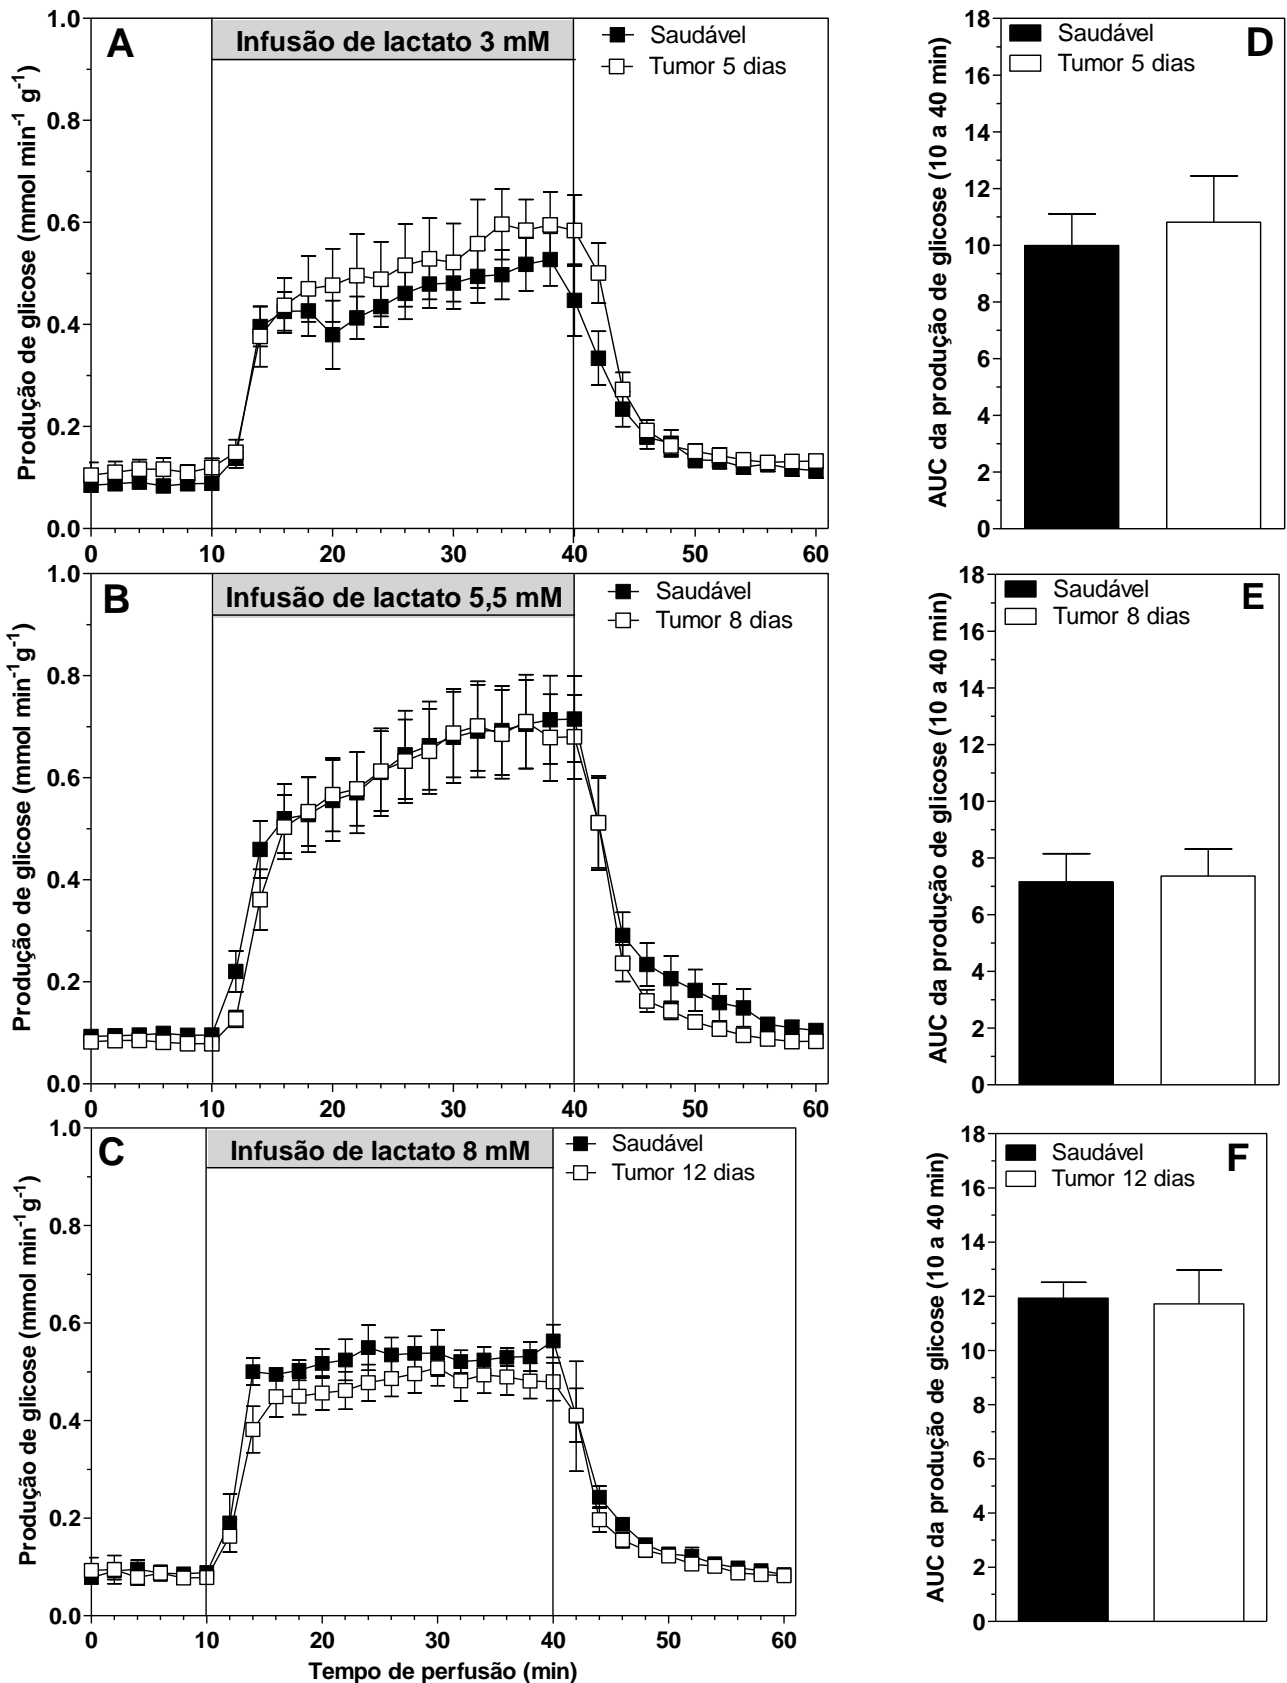 A
Infusão de lactato 3 mM
Saudável
Tumor 5 dias
Produção de glicose (mmol min-1 g-1)
1.0
0.8
0.6
0.4
0.2
0.0
0 10 20 30 40 50 60
D
Saudável
Tumor 5 dias
AUC da produção de glicose (10 a 40 min)
18
16
14
12
10
8
6
4
2
0
B
Infusão de lactato 5,5 mM
Saudável
Tumor 8 dias
Produção de glicose (mmol min-1g-1)
1.0
0.8
0.6
0.4
0.2
0.0
0 10 20 30 40 50 60
E
Saudável
Tumor 8 dias
AUC da produção de glicose (10 a 40 min)
18
16
14
12
10
8
6
4
2
0
C
Infusão de lactato 8 mM
Saudável
Tumor 12 dias
Produção de glicose (mmol min-1g-1)
1.0
0.8
0.6
0.4
0.2
0.0
0 10 20 30 40 50 60
Tempo de perfusão (min)
F
Saudável
Tumor 12 dias
AUC da produção de glicose (10 a 40 min)
18
16
14
12
10
8
6
4
2
0